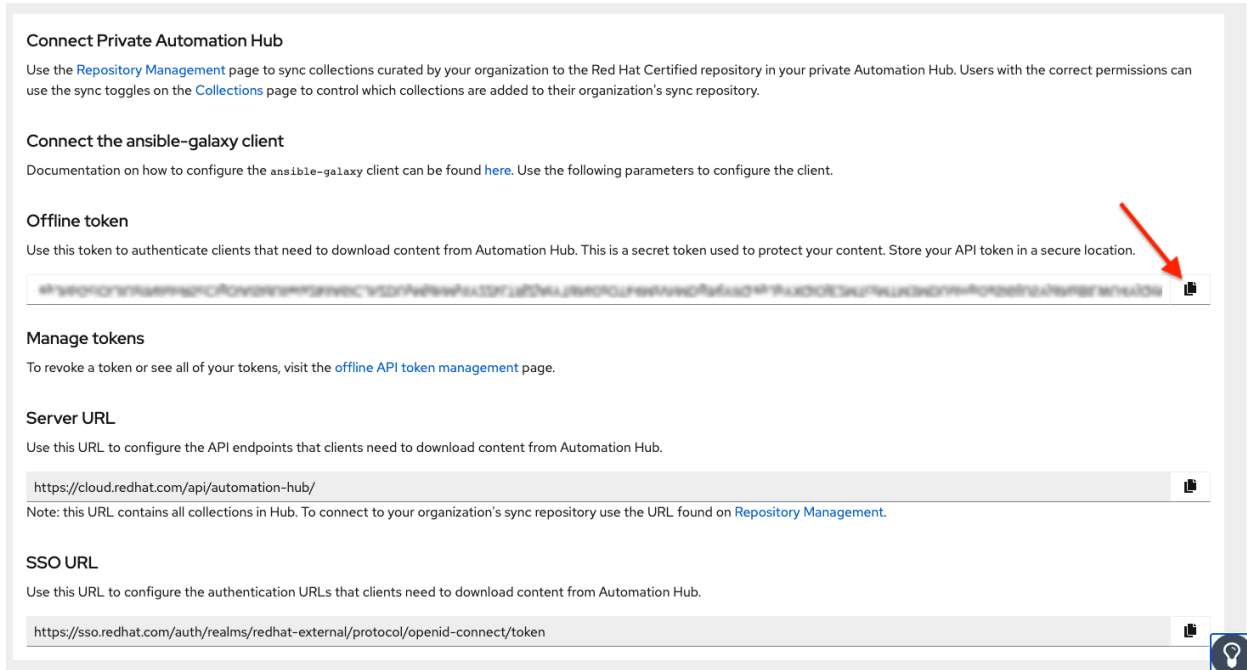 Connect Private Automation Hub
Use the Repository Management page to sync collections curated by your organization to the Red Hat Certified repository in your private Automation Hub. Users with the correct permissions can
use the sync toggles on the Collections page to control which collections are added to their organization's sync repository.
Connect the ansible-galaxy client
Documentation on how to configure the ansible-galaxy client can be found here. Use the following parameters to configure the client.
Offline token
Use this token to authenticate clients that need to download content from Automation Hub. This is a secret token used to protect your content. Store your API token in a secure location.
Manage tokens
To revoke a token or see all of your tokens, visit the offline API token management page.
Server URL
Use this URL to configure the API endpoints that clients need to download content from Automation Hub.
https://cloud.redhat.com/api/automation-hub/
Note: this URL contains all collections in Hub. To connect to your organization's sync repository use the URL found on Repository Management.
SSO URL
Use this URL to configure the authentication URLs that clients need to download content from Automation Hub.
https://sso.redhat.com/auth/realms/redhat-external/protocol/openid-connect/token